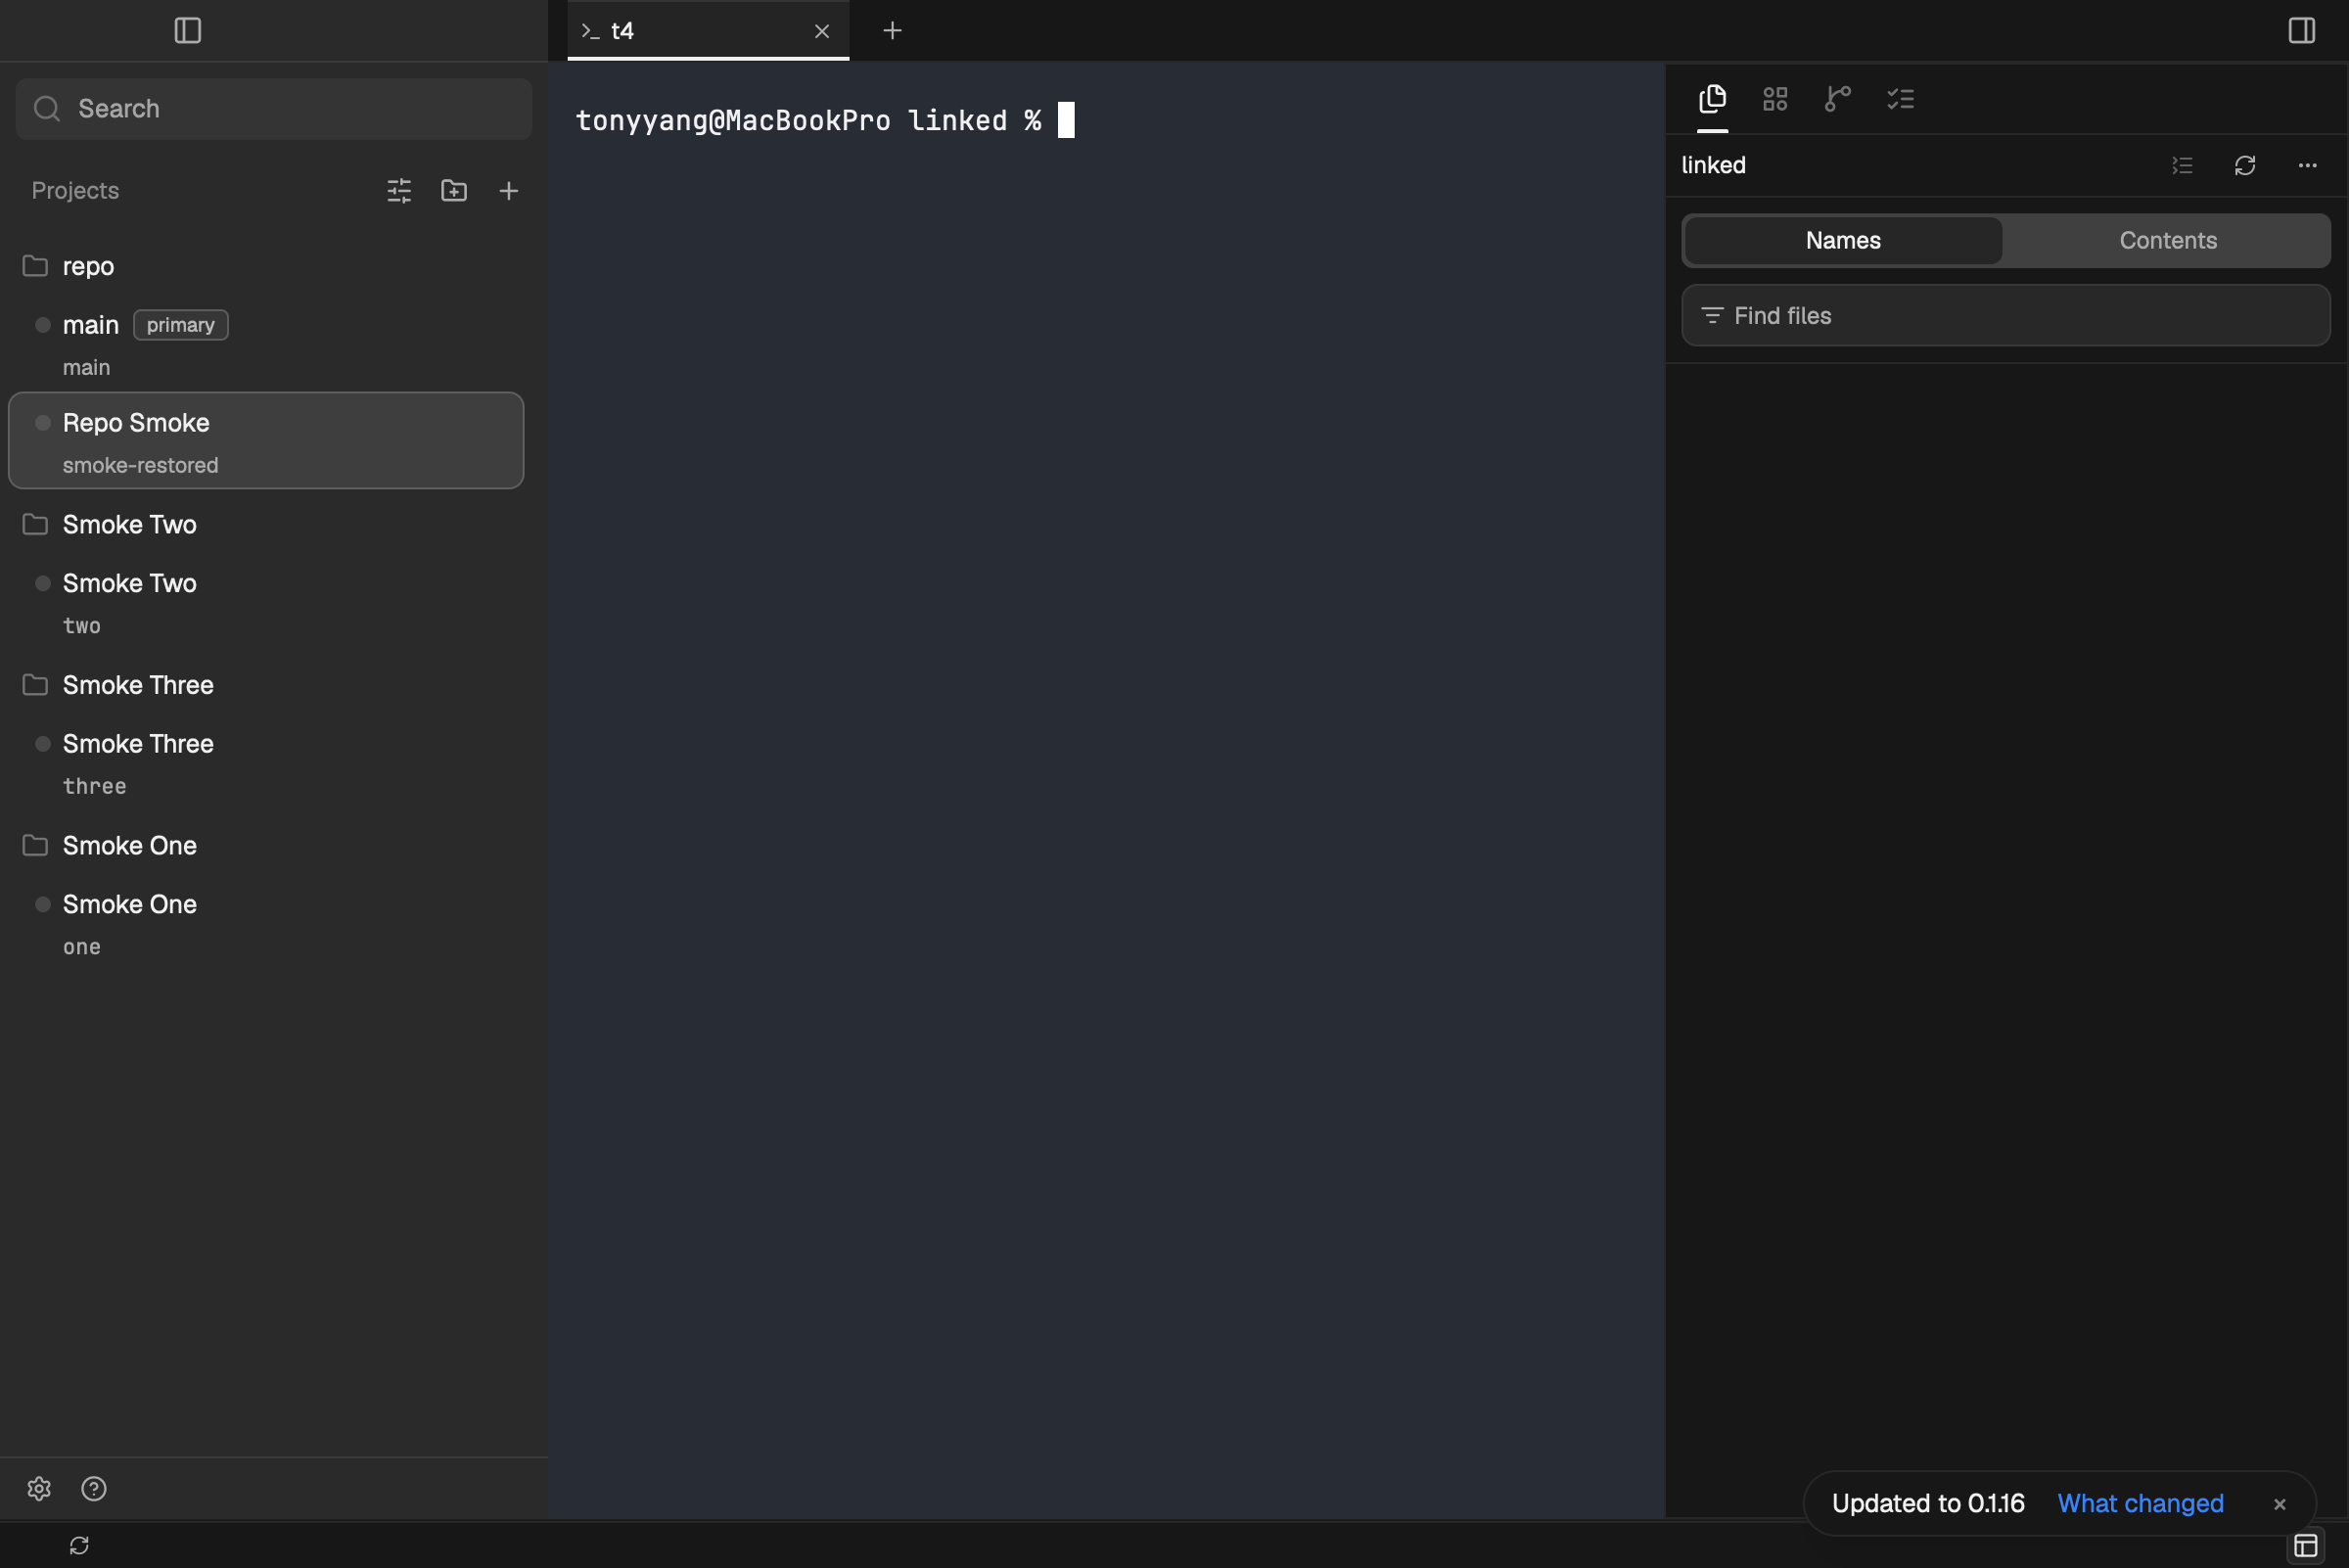 t4
Search
Projects
repo
main primary
main
Repo Smoke
smoke-restored
Smoke Two
Smoke Two
two
Smoke Three
Smoke Three
three
Smoke One
Smoke One
one
tonyyang@MacBookPro linked %
linked
Names Contents
Find files
Updated to 0.1.16 What changed